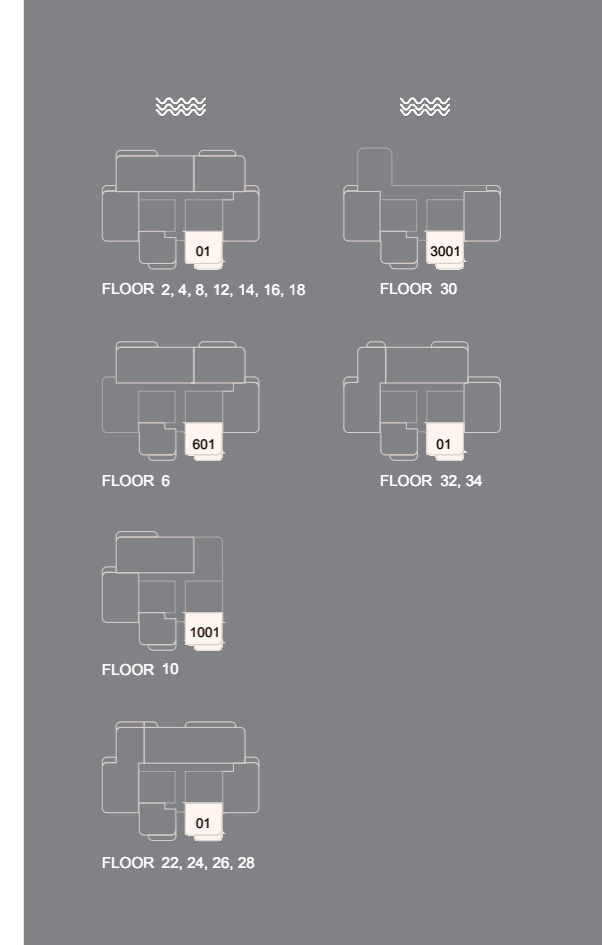 01
FLOOR 2, 4, 8, 12, 14, 16, 18
3001
FLOOR 30
601
FLOOR 6
01
FLOOR 32, 34
1001
FLOOR 10
01
FLOOR 22, 24, 26, 28